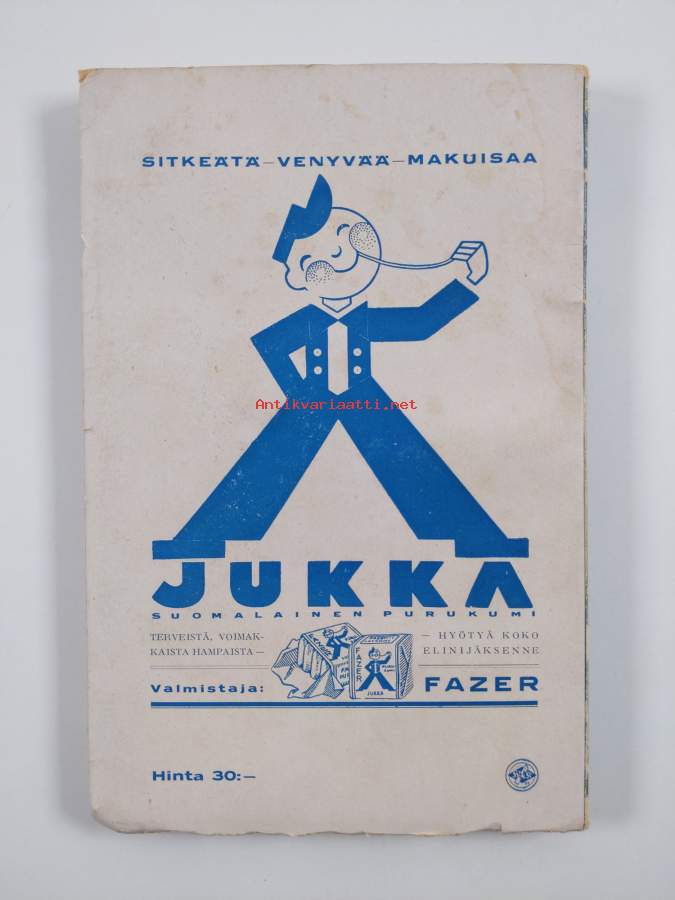 SITKEÄTÄ–VENYVÄÄ–MAKUISAA
Antikvariaatti.net
JUKKA
SUOMALAINEN PURUKUMI
TERVEISTÄ, VOIMAK-
KAISTA HAMPAISTA –
– HYÖTYÄ KOKO
ELINIJÄKSENNE
FAZER
JUKKA
Valmistaja:
FAZER
Hinta 30:–